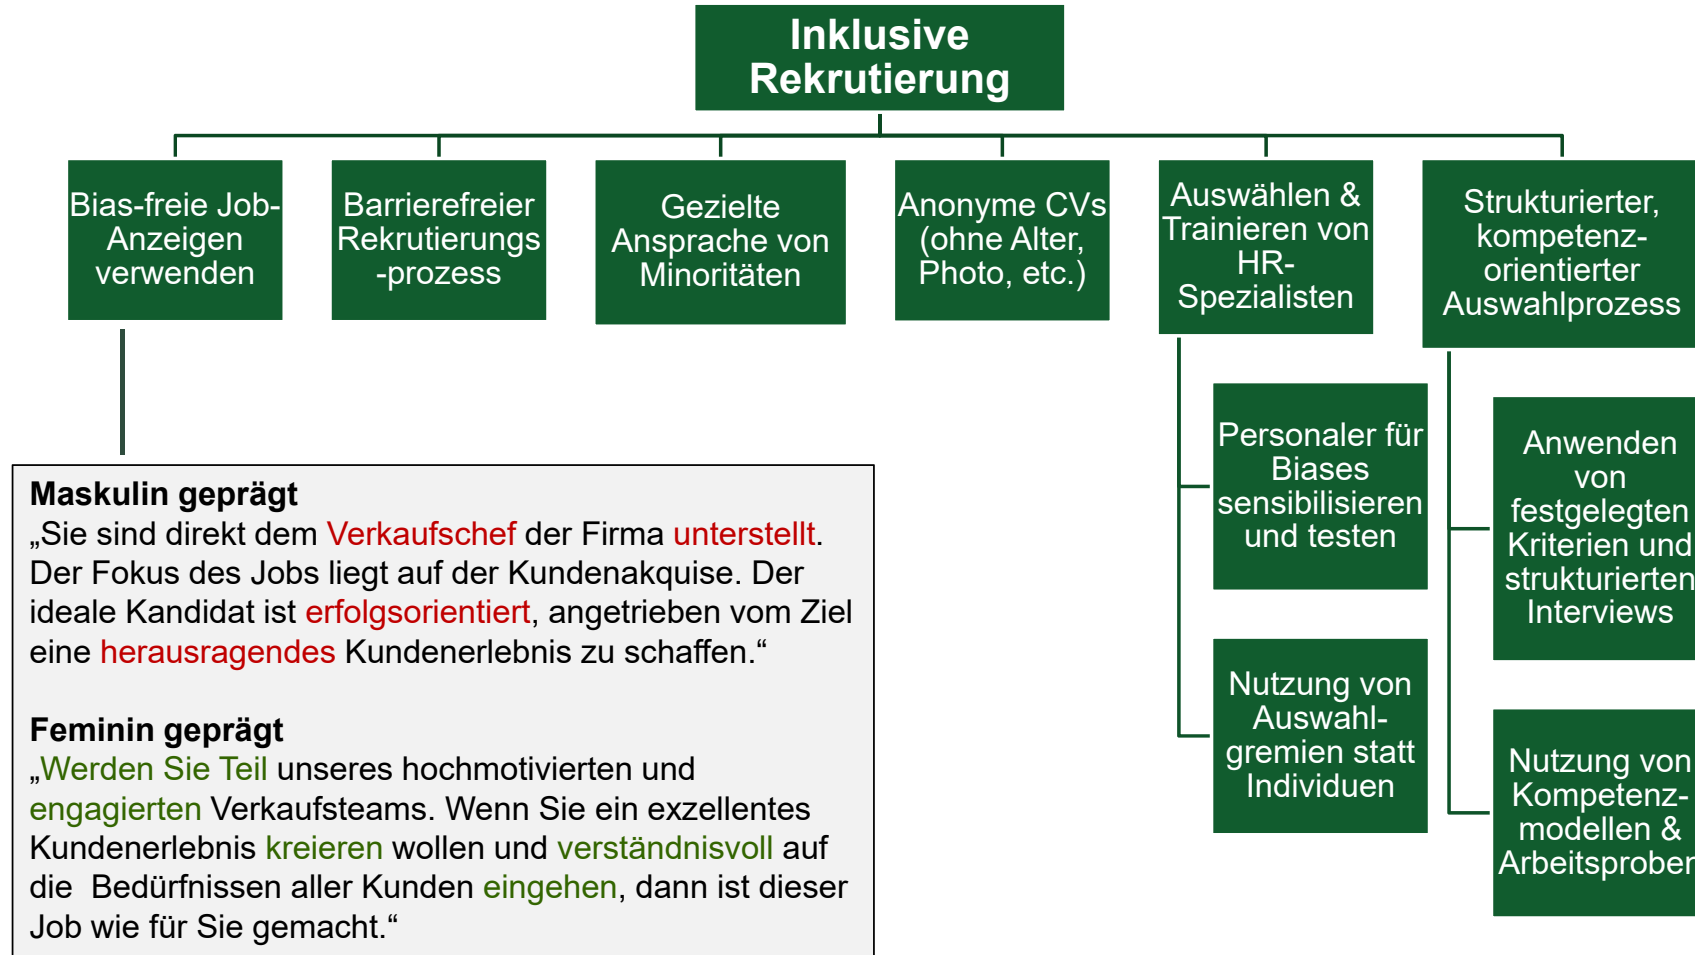 Inklusive
Rekrutierung
Bias-freie Job-
Anzeigen
verwenden
Barrierefreier
Rekrutierungs
-prozess
Gezielte
Ansprache von
Minoritäten
Anonyme CVs
(ohne Alter,
Photo, etc.)
Auswählen &
Trainieren von
HR-
Spezialisten
Strukturierter,
kompetenz-
orientierter
Auswahlprozess
Personaler für
Biases
sensibilisieren
und testen
Nutzung von
Auswahl-
gremien statt
Individuen
Anwenden
von
festgelegten
Kriterien und
strukturierten
Interviews
Nutzung von
Kompetenz-
modellen &
Arbeitsproben
Maskulin geprägt
„Sie sind direkt dem Verkaufschef der Firma unterstellt.
Der Fokus des Jobs liegt auf der Kundenakquise. Der
ideale Kandidat ist erfolgsorientiert, angetrieben vom Ziel
eine herausragendes Kundenerlebnis zu schaffen.“
Feminin geprägt
„Werden Sie Teil unseres hochmotivierten und
engagierten Verkaufsteams. Wenn Sie ein exzellentes
Kundenerlebnis kreieren wollen und verständnisvoll auf
die  Bedürfnissen aller Kunden eingehen, dann ist dieser
Job wie für Sie gemacht.“